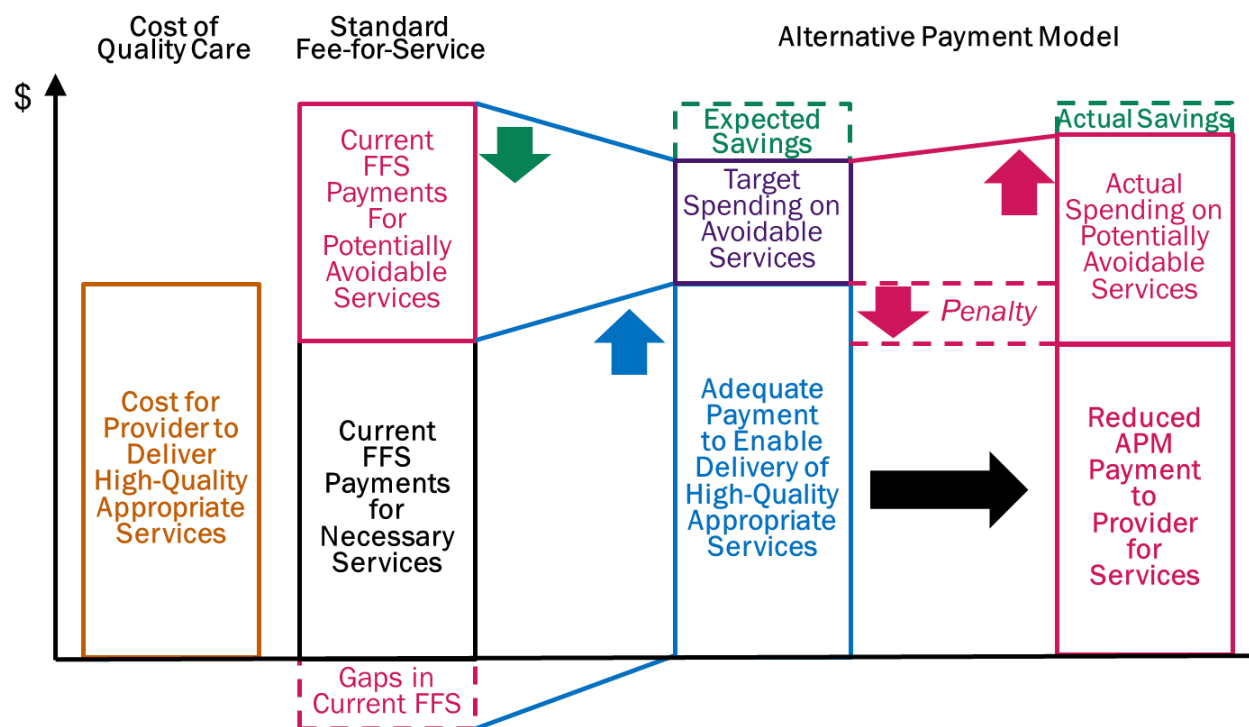 Cost of
Quality Care
Standard
Fee-for-Service
Alternative Payment Model
$
Cost for
Provider to
Deliver
High-Quality
Appropriate
Services
Current
FFS
Payments
For
Potentially
Avoidable
Services
Current
FFS
Payments
for
Necessary
Services
Gaps in
Current FFS
Expected
Savings
Target
Spending on
Avoidable
Services
Adequate
Payment
to Enable
Delivery of
High-Quality
Appropriate
Services
Penalty
Actual Savings
Actual
Spending on
Potentially
Avoidable
Services
Reduced
APM
Payment
to
Provider
for
Services